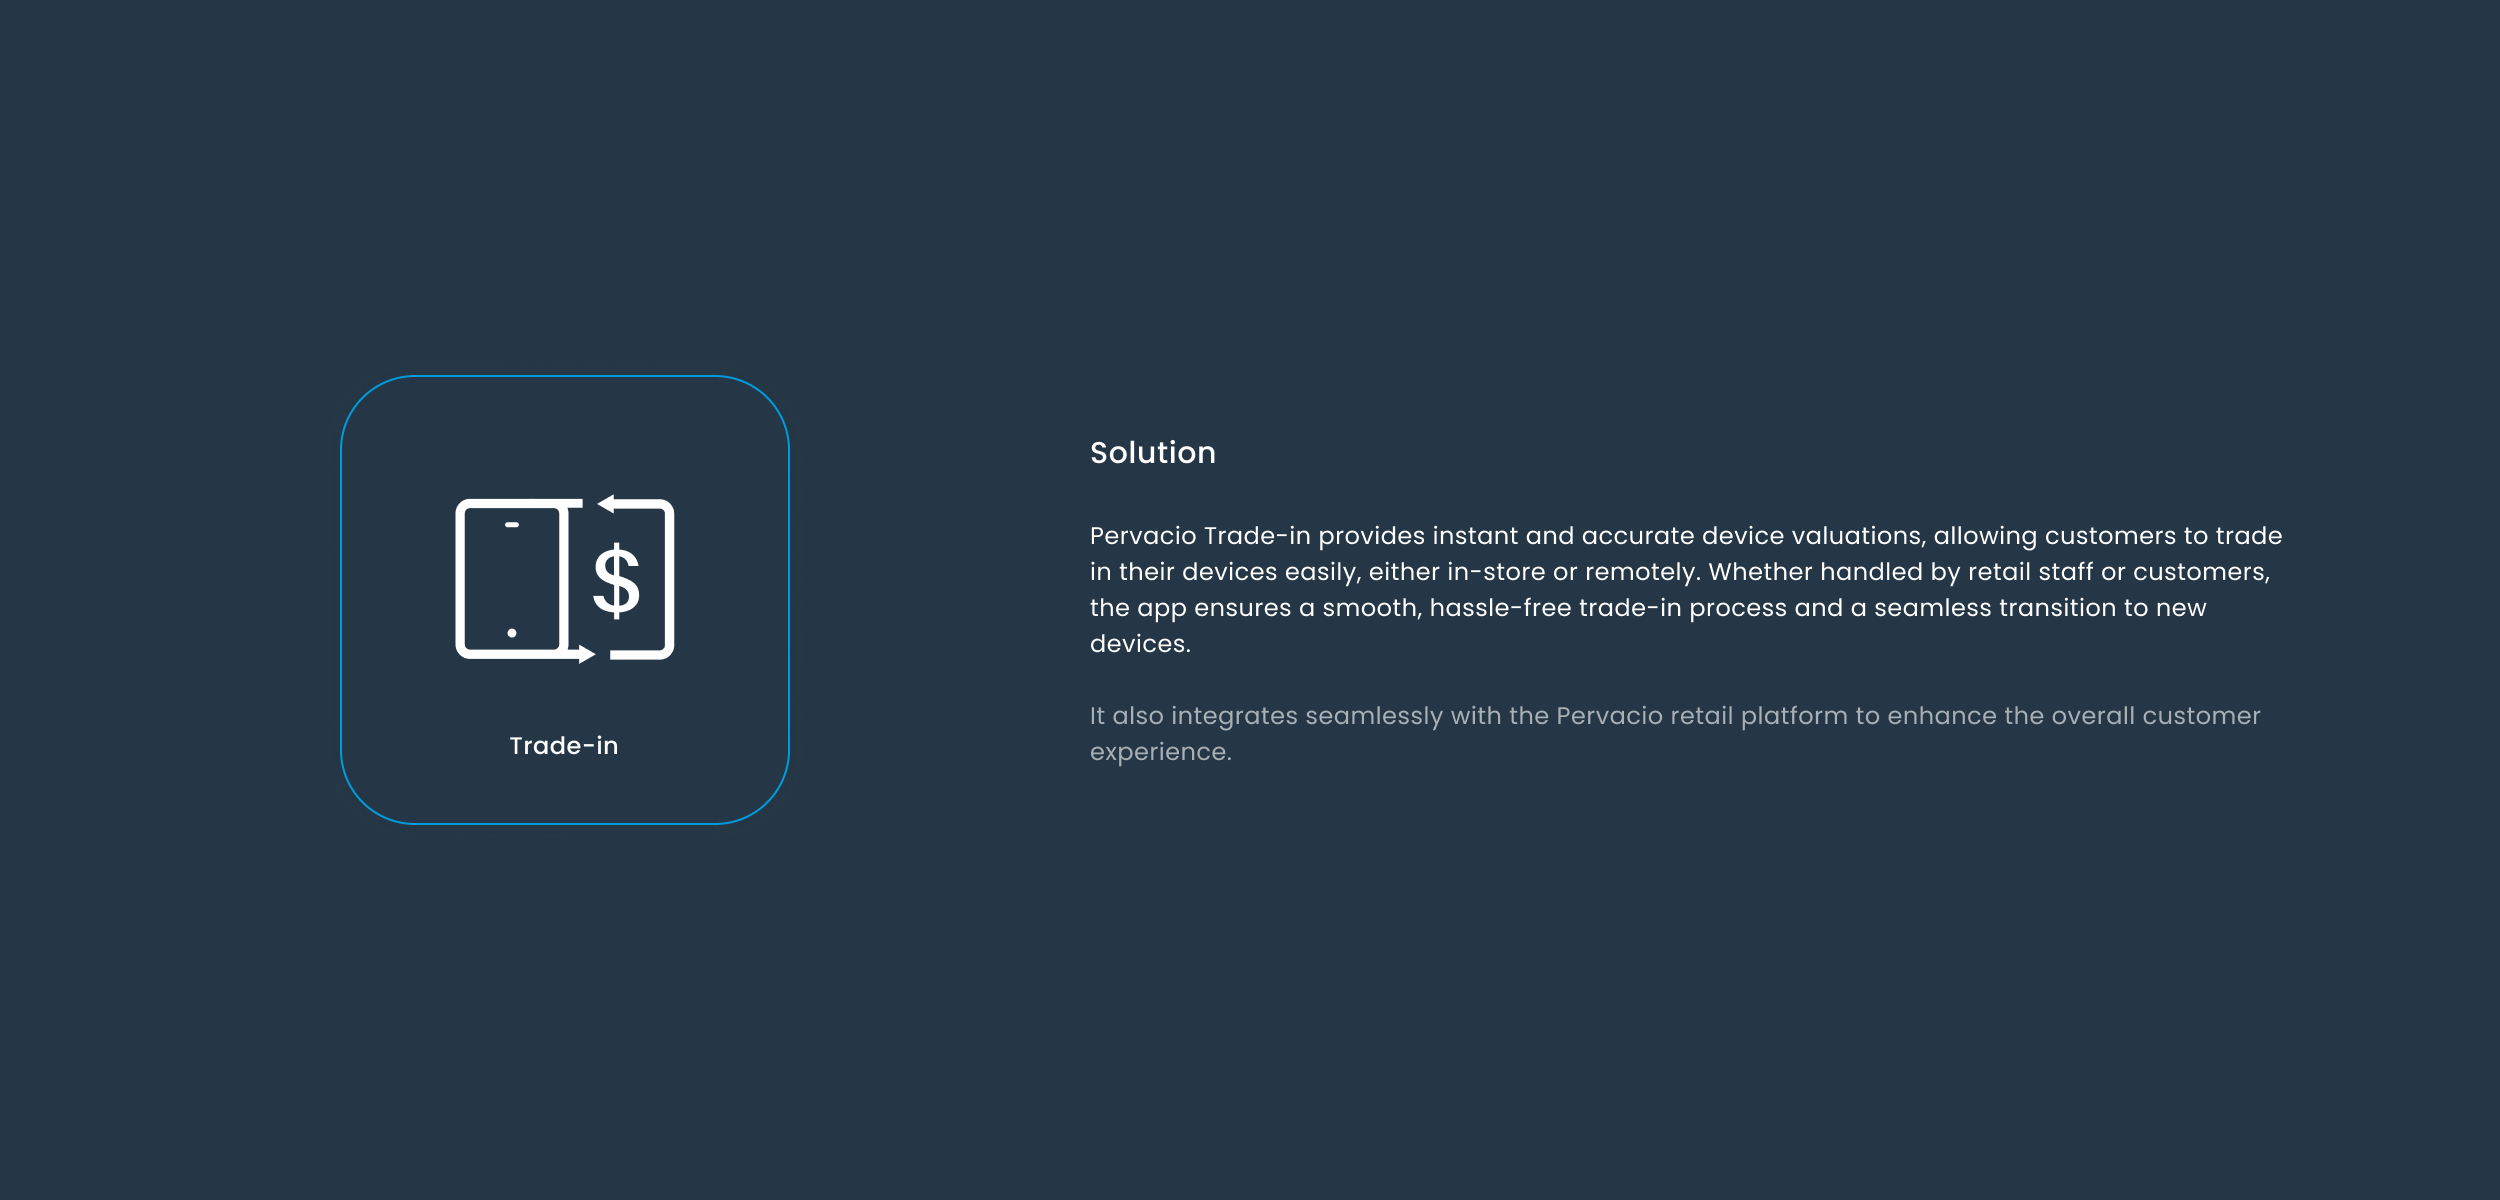 Solution
Pervacio Trade-in provides instant and accurate device valuations, allowing customers to trade
in their devices easily, either in-store or remotely. Whether handled by retail staff or customers,
the app ensures a smooth, hassle-free trade-in process and a seamless transition to new
devices.
It also integrates seamlessly with the Pervacio retail platform to enhance the overall customer
experience.
$
Trade-in